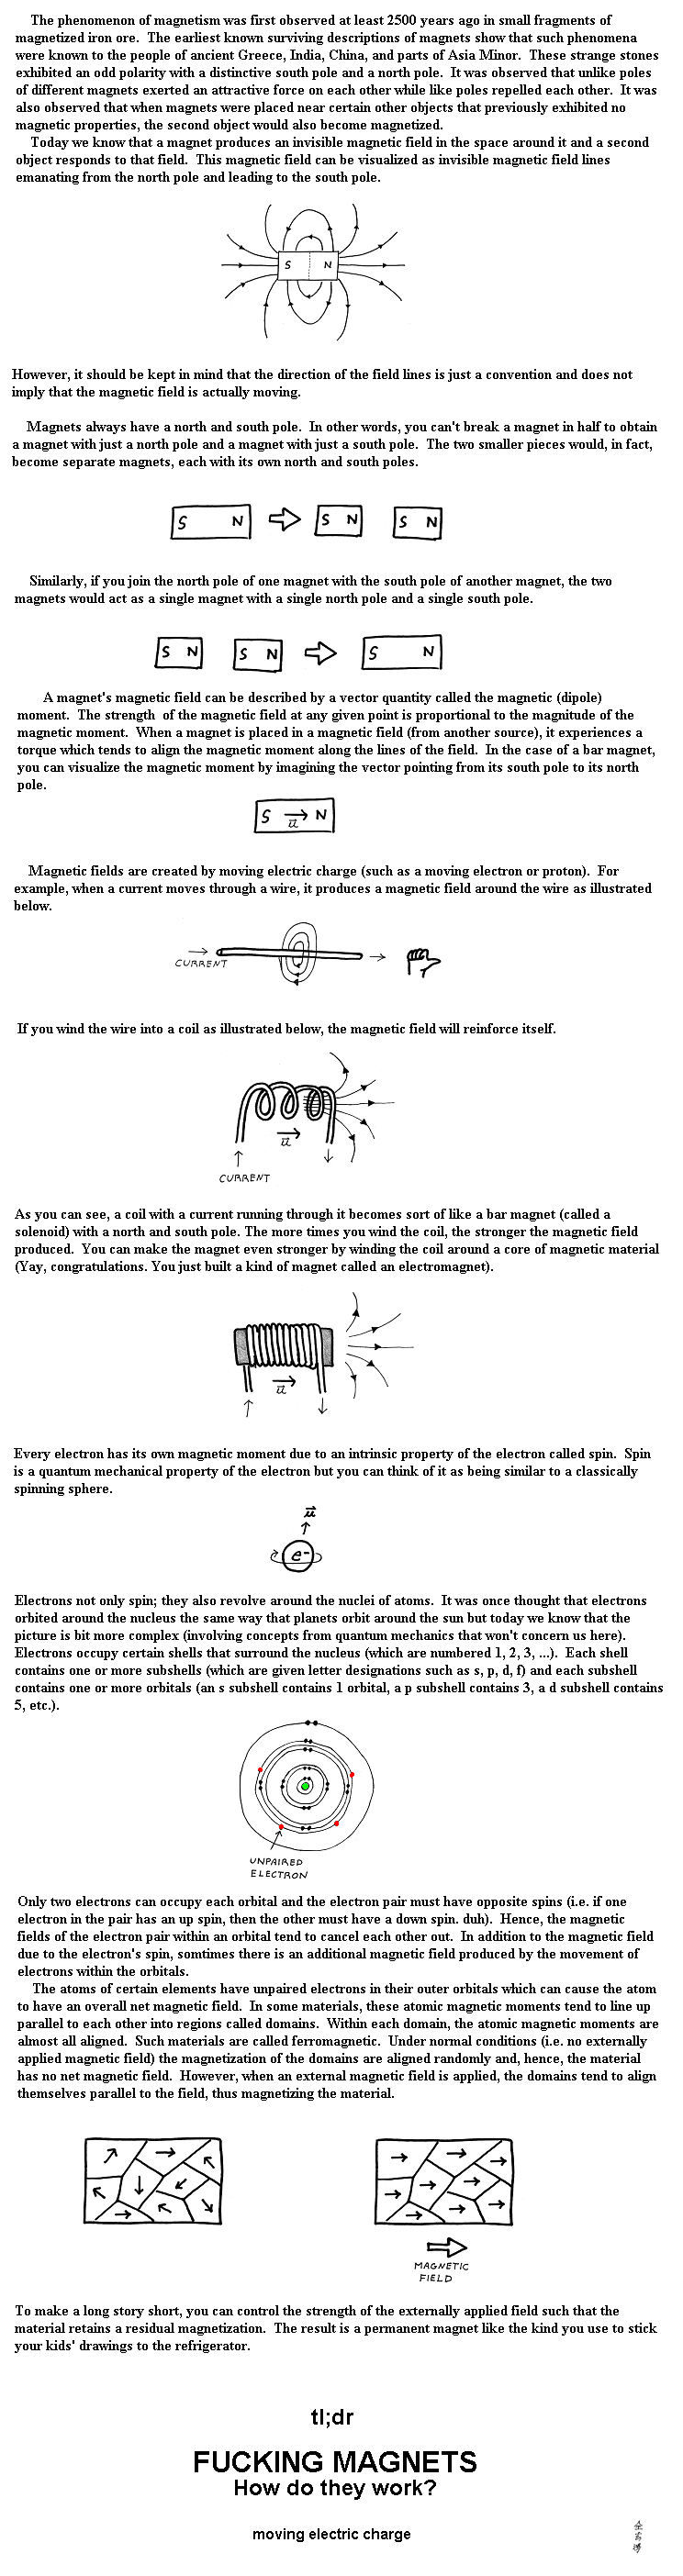 The phenomenon of magnetism was first observed at least 2500 years ago in small fragments of
magnetized iron ore.  The earliest known surviving descriptions of magnets show that such phenomena
were known to the people of ancient Greece, India, China, and parts of Asia Minor.  These strange stones
exhibited an odd polarity with a distinctive south pole and a north pole.  It was observed that unlike poles
of different magnets exerted an attractive force on each other while like poles repelled each other.  It was
also observed that when magnets were placed near certain other objects that previously exhibited no
magnetic properties, the second object would also become magnetized.
Today we know that a magnet produces an invisible magnetic field in the space around it and a second
object responds to that field.  This magnetic field can be visualized as invisible magnetic field lines
emanating from the north pole and leading to the south pole.
S N
However, it should be kept in mind that the direction of the field lines is just a convention and does not
imply that the magnetic field is actually moving.
Magnets always have a north and south pole.  In other words, you can't break a magnet in half to obtain
a magnet with just a north pole and a magnet with just a south pole.  The two smaller pieces would, in fact,
become separate magnets, each with its own north and south poles.
S N S N S N
Similarly, if you join the north pole of one magnet with the south pole of another magnet, the two
magnets would act as a single magnet with a single north pole and a single south pole.
S N S N S N
A magnet's magnetic field can be described by a vector quantity called the magnetic (dipole)
moment.  The strength  of the magnetic field at any given point is proportional to the magnitude of the
magnetic moment.  When a magnet is placed in a magnetic field (from another source), it experiences a
torque which tends to align the magnetic moment along the lines of the field.  In the case of a bar magnet,
you can visualize the magnetic moment by imagining the vector pointing from its south pole to its north
pole.
S → N
u
Magnetic fields are created by moving electric charge (such as a moving electron or proton).  For
example, when a current moves through a wire, it produces a magnetic field around the wire as illustrated
below.
CURRENT
If you wind the wire into a coil as illustrated below, the magnetic field will reinforce itself.
u
CURRENT
As you can see, a coil with a current running through it becomes sort of like a bar magnet (called a
solenoid) with a north and south pole. The more times you wind the coil, the stronger the magnetic field
produced.  You can make the magnet even stronger by winding the coil around a core of magnetic material
(Yay, congratulations. You just built a kind of magnet called an electromagnet).
u
Every electron has its own magnetic moment due to an intrinsic property of the electron called spin.  Spin
is a quantum mechanical property of the electron but you can think of it as being similar to a classically
spinning sphere.
u
e-
Electrons not only spin; they also revolve around the nuclei of atoms.  It was once thought that electrons
orbited around the nucleus the same way that planets orbit around the sun but today we know that the
picture is bit more complex (involving concepts from quantum mechanics that won't concern us here).
Electrons occupy certain shells that surround the nucleus (which are numbered 1, 2, 3, ...).  Each shell
contains one or more subshells (which are given letter designations such as s, p, d, f) and each subshell
contains one or more orbitals (an s subshell contains 1 orbital, a p subshell contains 3, a d subshell contains
5, etc.).
UNPAIRED
ELECTRON
Only two electrons can occupy each orbital and the electron pair must have opposite spins (i.e. if one
electron in the pair has an up spin, then the other must have a down spin. duh).  Hence, the magnetic
fields of the electron pair within an orbital tend to cancel each other out.  In addition to the magnetic field
due to the electron's spin, somtimes there is an additional magnetic field produced by the movement of
electrons within the orbitals.
The atoms of certain elements have unpaired electrons in their outer orbitals which can cause the atom
to have an overall net magnetic field.  In some materials, these atomic magnetic moments tend to line up
parallel to each other into regions called domains.  Within each domain, the atomic magnetic moments are
almost all aligned.  Such materials are called ferromagnetic.  Under normal conditions (i.e. no externally
applied magnetic field) the magnetization of the domains are aligned randomly and, hence, the material
has no net magnetic field.  However, when an external magnetic field is applied, the domains tend to align
themselves parallel to the field, thus magnetizing the material.
MAGNETIC
FIELD
To make a long story short, you can control the strength of the externally applied field such that the
material retains a residual magnetization.  The result is a permanent magnet like the kind you use to stick
your kids' drawings to the refrigerator.
tl;dr
FUCKING MAGNETS
How do they work?
moving electric charge